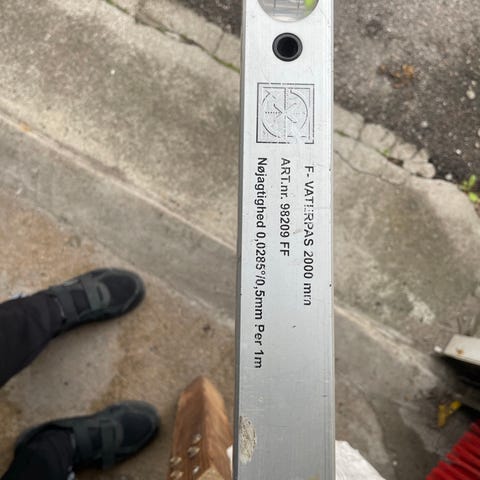 F- VATERPAS 2000 mm
ART.nr. 98209 FF
Nøjagtighed 0,0285°/0,5mm Per 1m